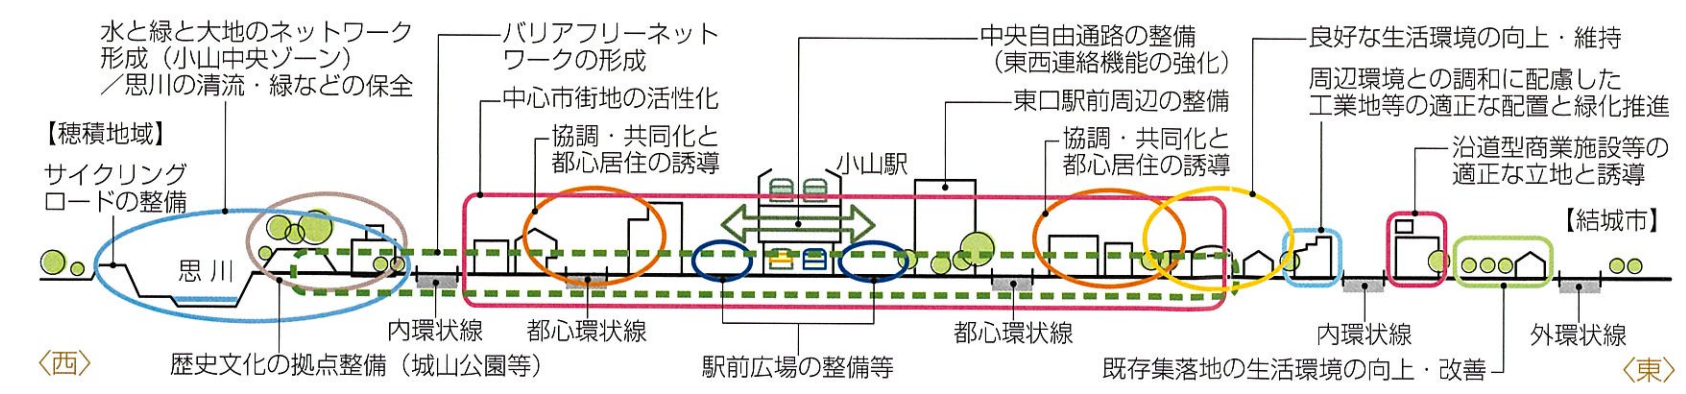 水と緑と大地のネットワーク
形成（小山中央ゾーン）
／思川の清流・緑などの保全
【穂積地域】
サイクリング
ロードの整備
バリアフリーネット
ワークの形成
中心市街地の活性化
協調・共同化と
都心居住の誘導
中央自由通路の整備
（東西連絡機能の強化）
東口駅前周辺の整備
小山駅
協調・共同化と
都心居住の誘導
良好な生活環境の向上・維持
周辺環境との調和に配慮した
工業地等の適正な配置と緑化推進
沿道型商業施設等の
適正な立地と誘導
【結城市】
思川
内環状線
都心環状線
都心環状線
内環状線
外環状線
〈西〉
歴史文化の拠点整備（城山公園等）
駅前広場の整備等
既存集落地の生活環境の向上・改善
〈東〉